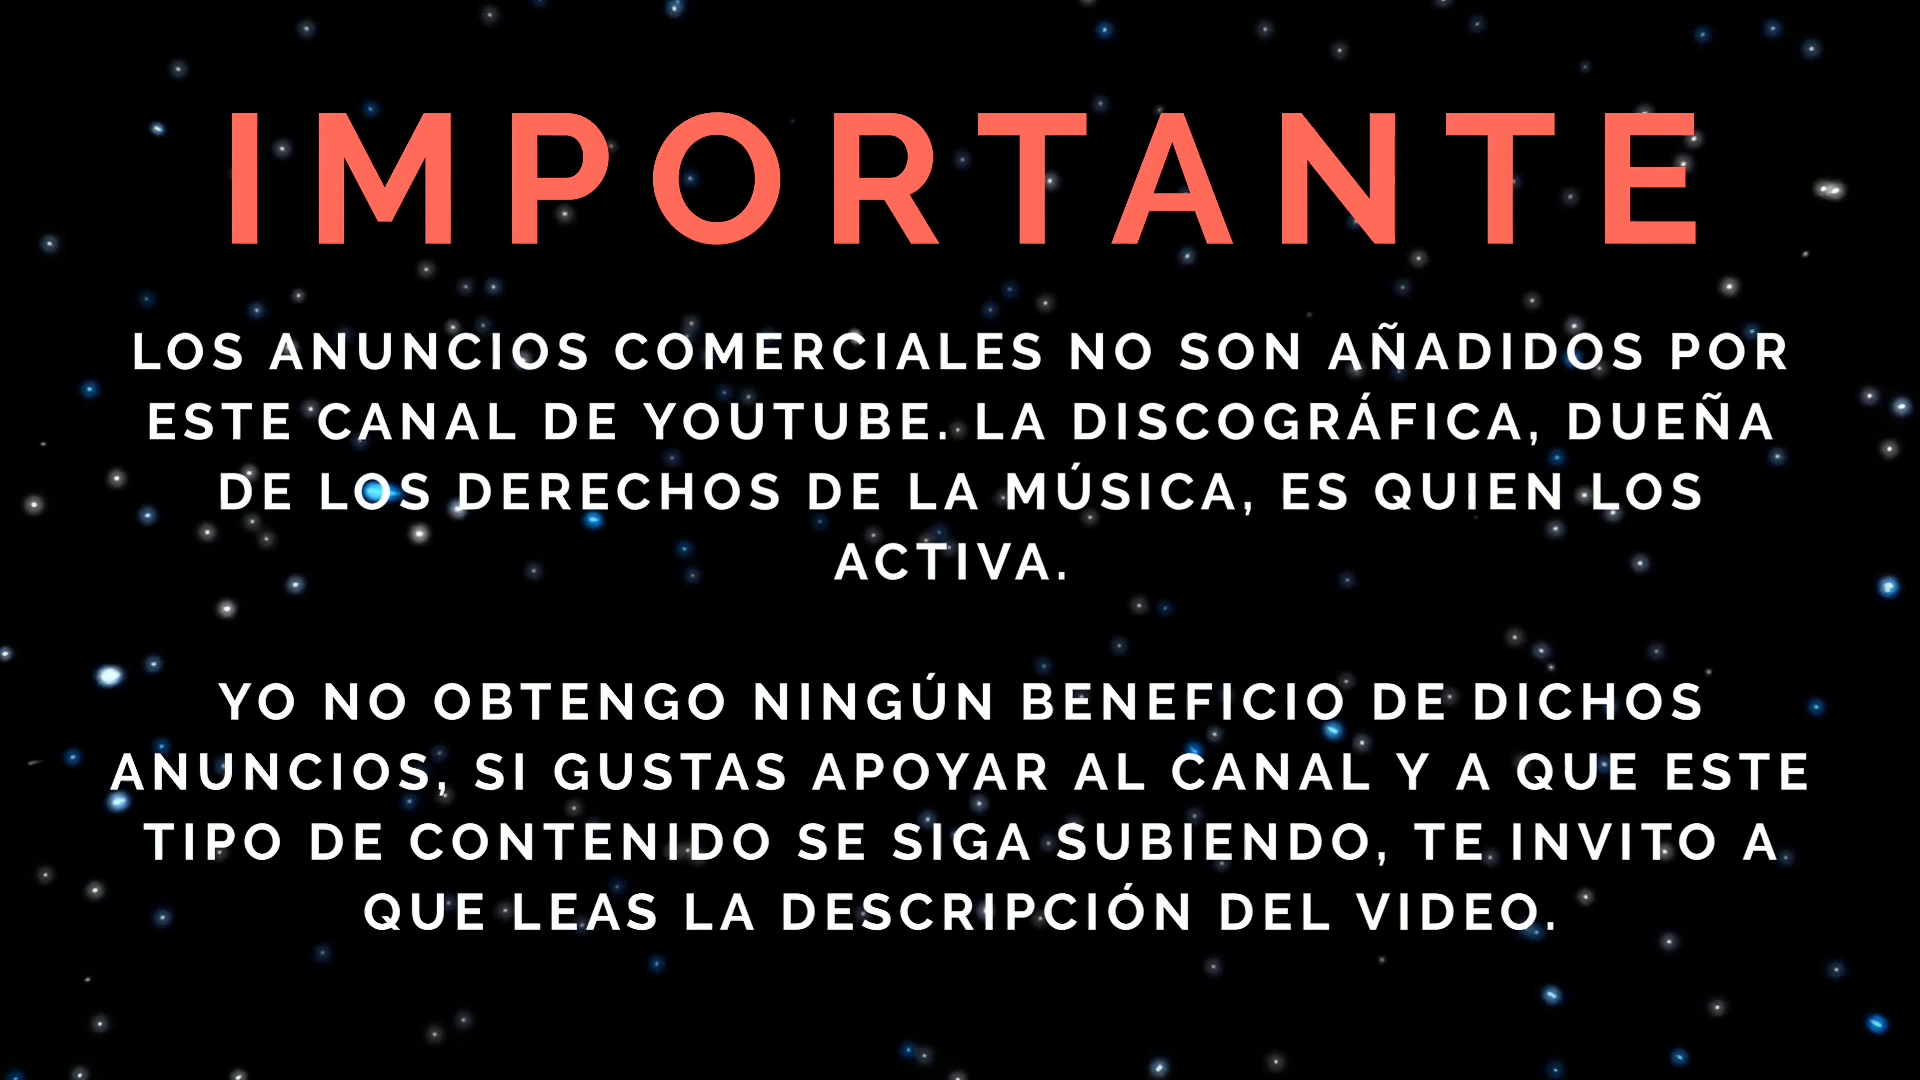 IMPORTANTE
LOS ANUNCIOS COMERCIALES NO SON AÑADIDOS POR
ESTE CANAL DE YOUTUBE. LA DISCOGRÁFICA, DUEÑA
DE LOS DERECHOS DE LA MÚSICA, ES QUIEN LOS
ACTIVA.
YO NO OBTENGO NINGÚN BENEFICIO DE DICHOS
ANUNCIOS, SI GUSTAS APOYAR AL CANAL Y A QUE ESTE
TIPO DE CONTENIDO SE SIGA SUBIENDO, TE INVITO A
QUE LEAS LA DESCRIPCIÓN DEL VIDEO.